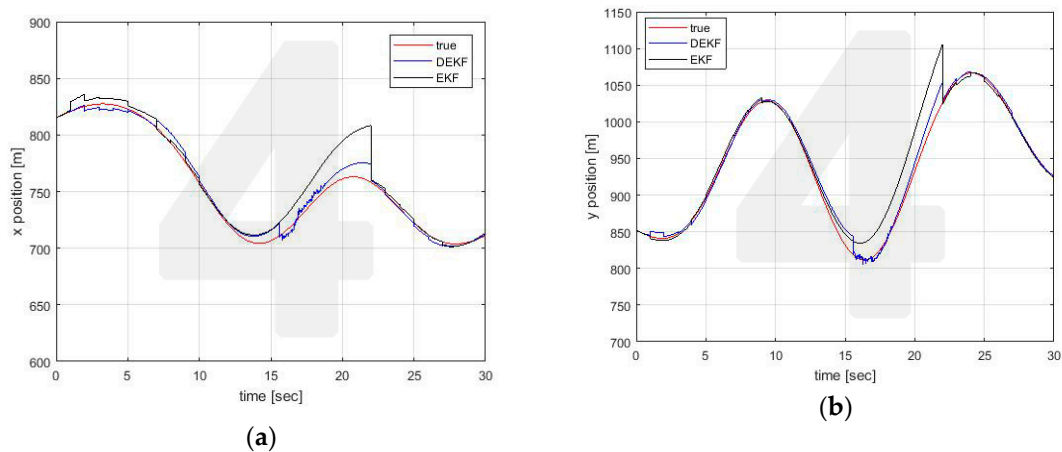 900
850
800
750
700
650
600
x position [m]
true
DEKF
EKF
0 5 10 15 20 25 30
time [sec]
(a)
1150
1100
1050
1000
950
900
850
800
750
700
y position [m]
true
DEKF
EKF
0 5 10 15 20 25 30
time [sec]
(b)
4
4